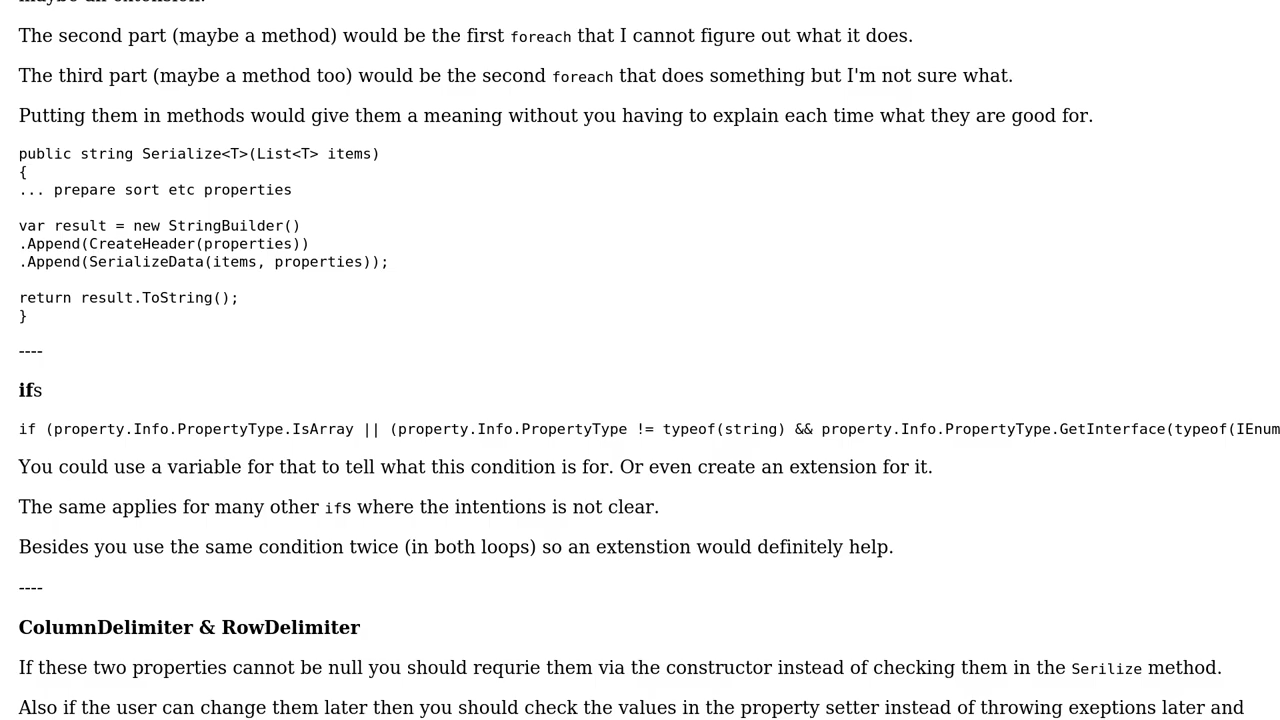 maybe an extension.
The second part (maybe a method) would be the first foreach that I cannot figure out what it does.
The third part (maybe a method too) would be the second foreach that does something but I'm not sure what.
Putting them in methods would give them a meaning without you having to explain each time what they are good for.
public string Serialize<T>(List<T> items)
{
... prepare sort etc properties
var result = new StringBuilder()
.Append(CreateHeader(properties))
.Append(SerializeData(items, properties));
return result.ToString();
}
----
ifs
if (property.Info.PropertyType.IsArray || (property.Info.PropertyType != typeof(string) && property.Info.PropertyType.GetInterface(typeof(IEnum
You could use a variable for that to tell what this condition is for. Or even create an extension for it.
The same applies for many other ifs where the intentions is not clear.
Besides you use the same condition twice (in both loops) so an extenstion would definitely help.
----
ColumnDelimiter & RowDelimiter
If these two properties cannot be null you should requrie them via the constructor instead of checking them in the Serilize method.
Also if the user can change them later then you should check the values in the property setter instead of throwing exeptions later and